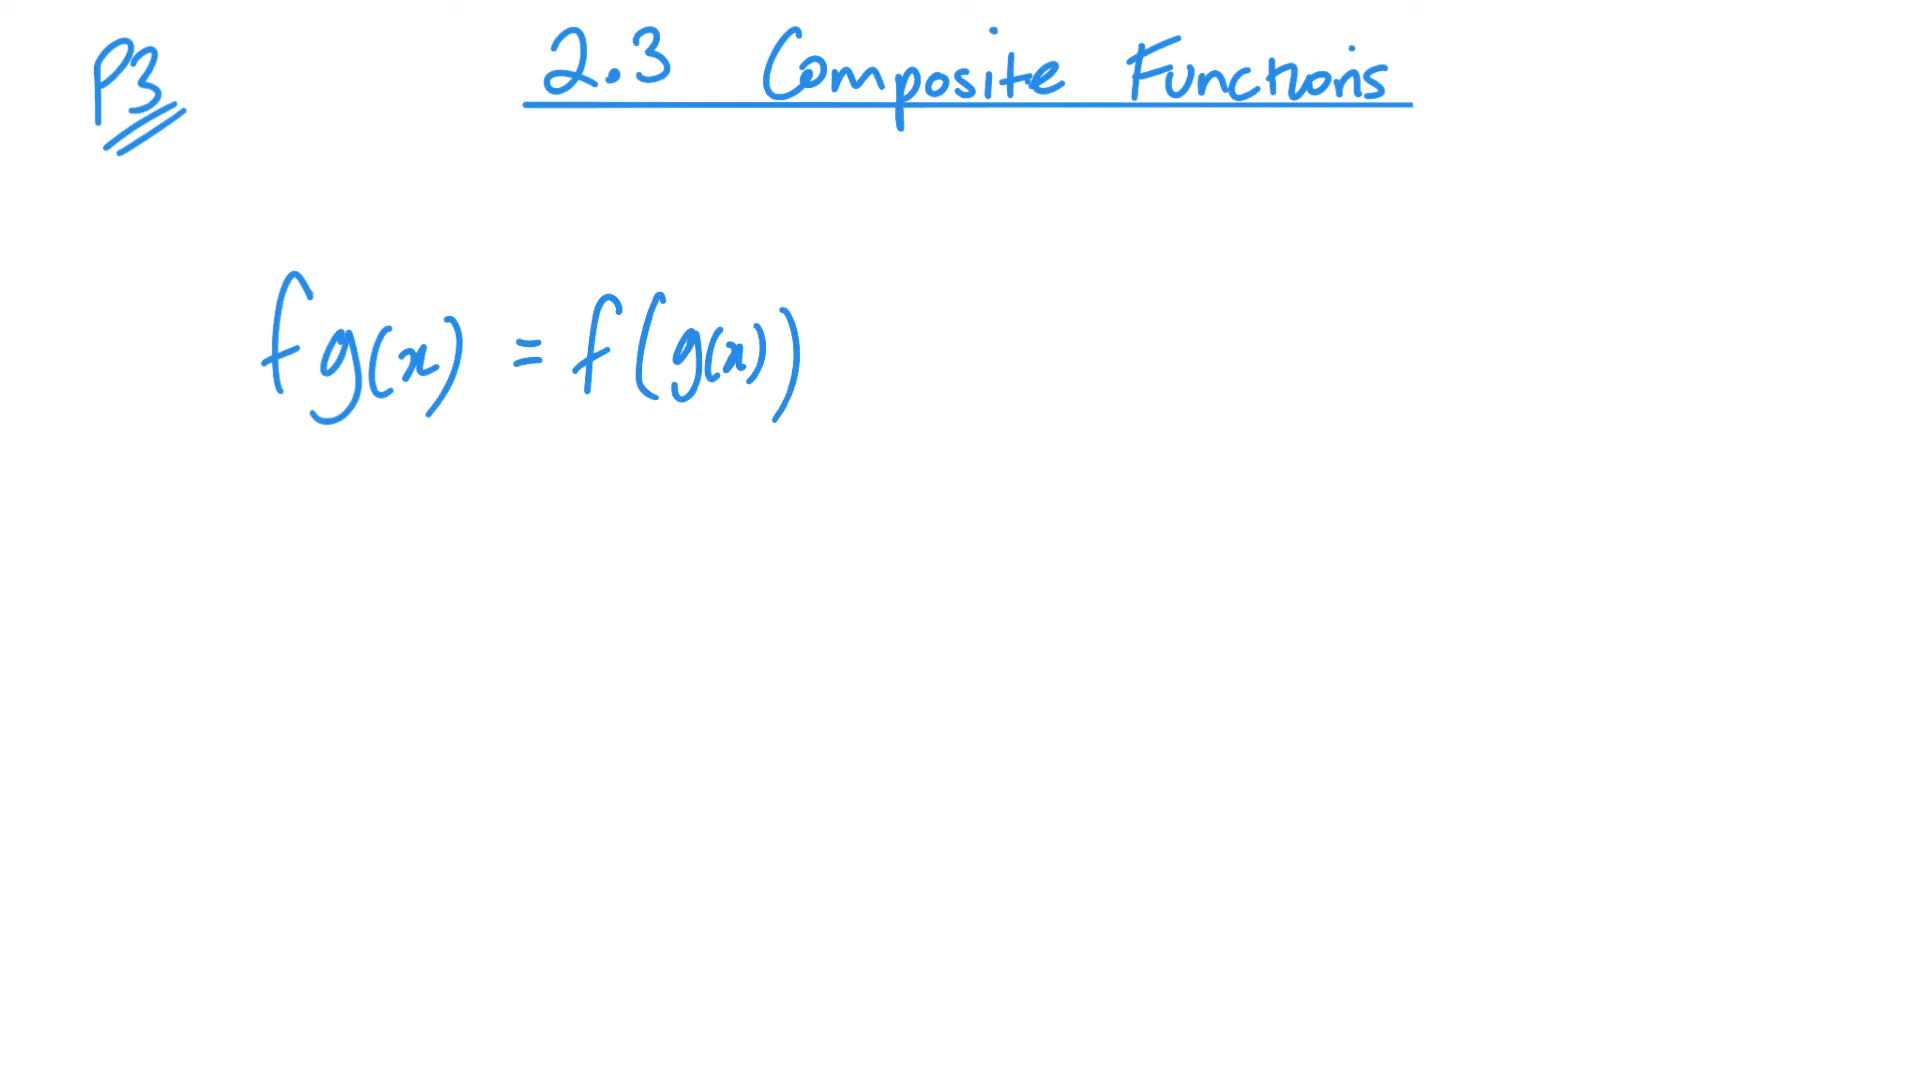 P3
2.3 Composite Functions
fg(x) = f(g(x))